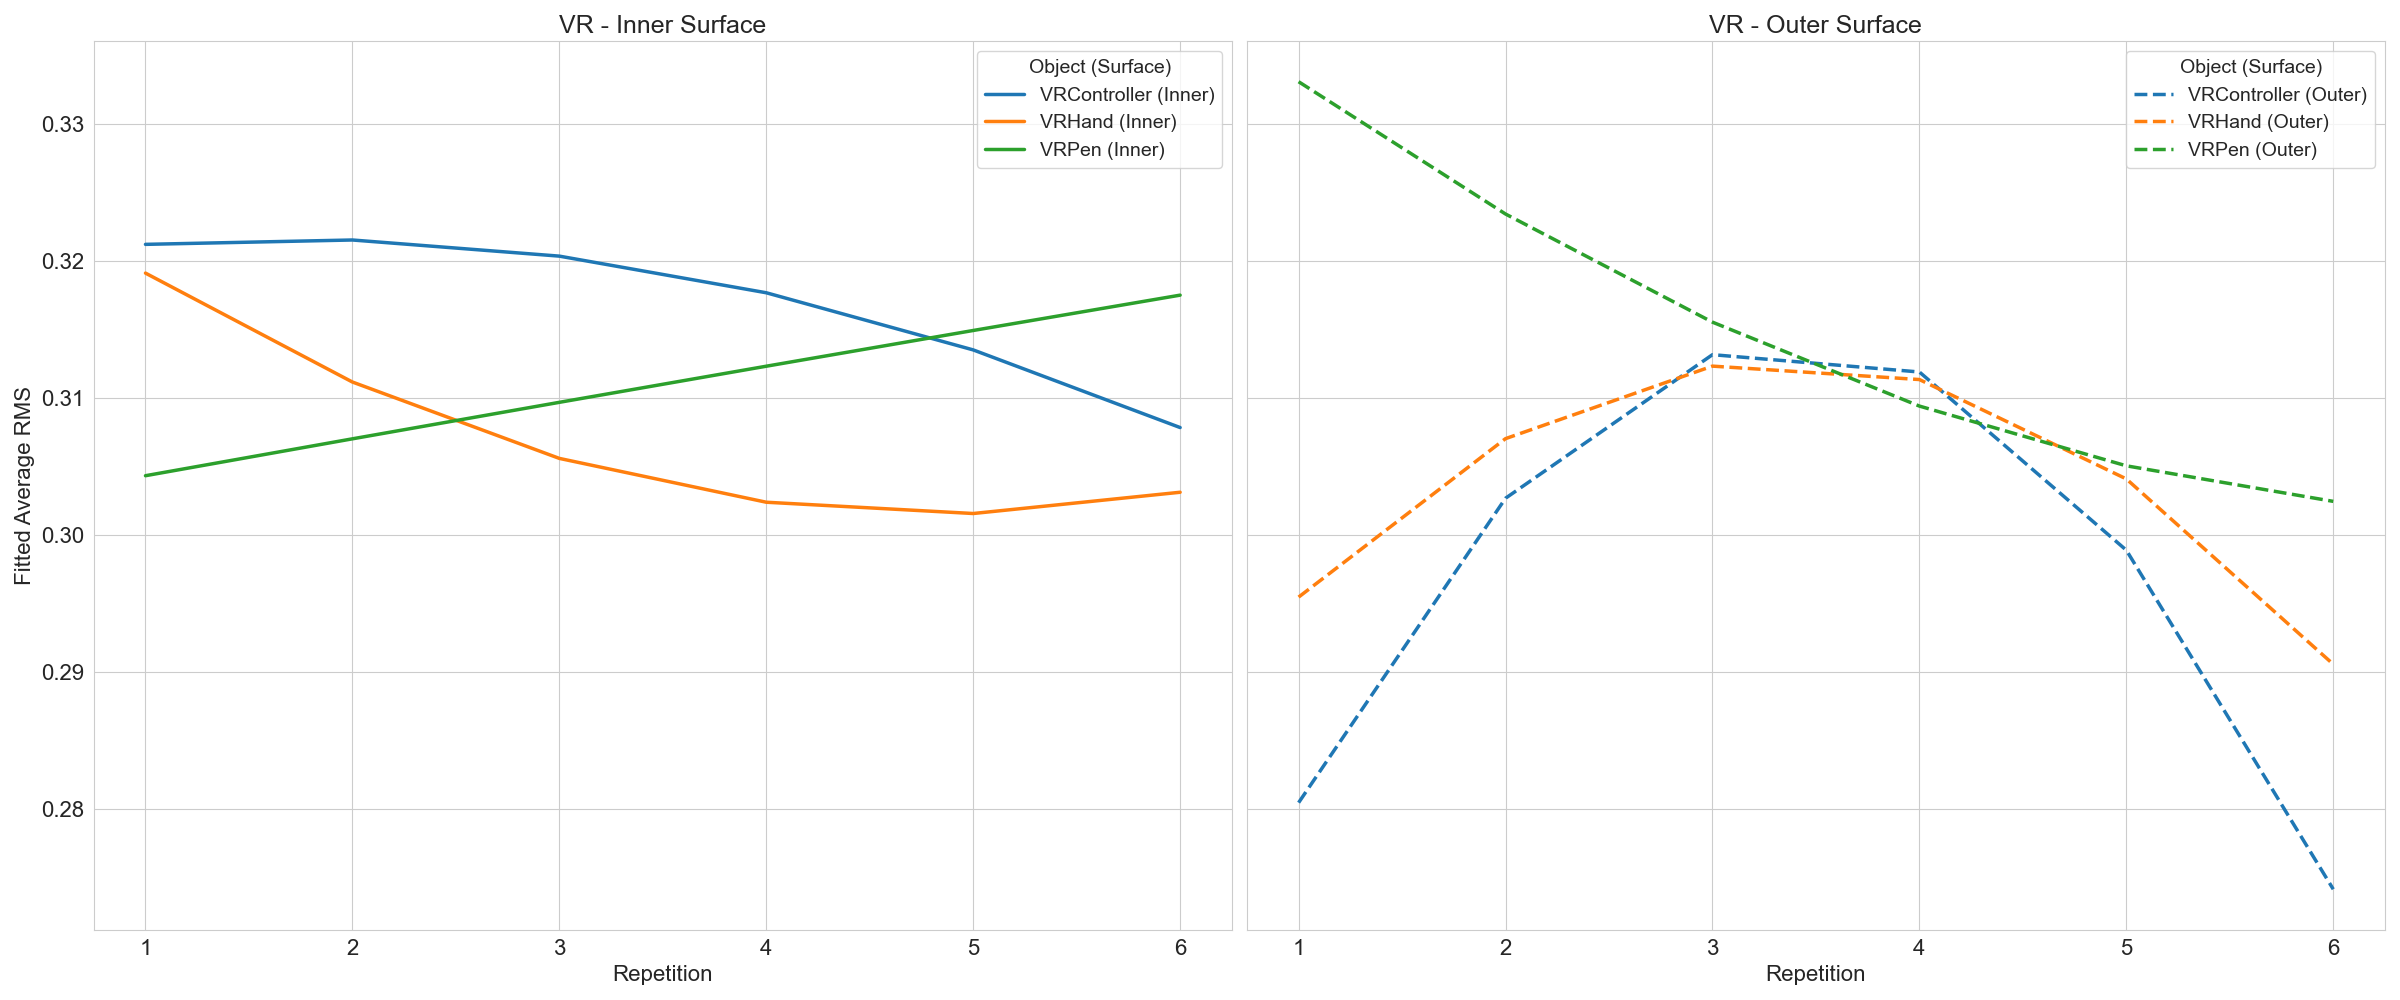 VR - Inner Surface
Object (Surface)
VRController (Inner)
VRHand (Inner)
VRPen (Inner)
Fitted Average RMS
0.33
0.32
0.31
0.30
0.29
0.28
1 2 3 4 5 6
Repetition
VR - Outer Surface
Object (Surface)
VRController (Outer)
VRHand (Outer)
VRPen (Outer)
1 2 3 4 5 6
Repetition